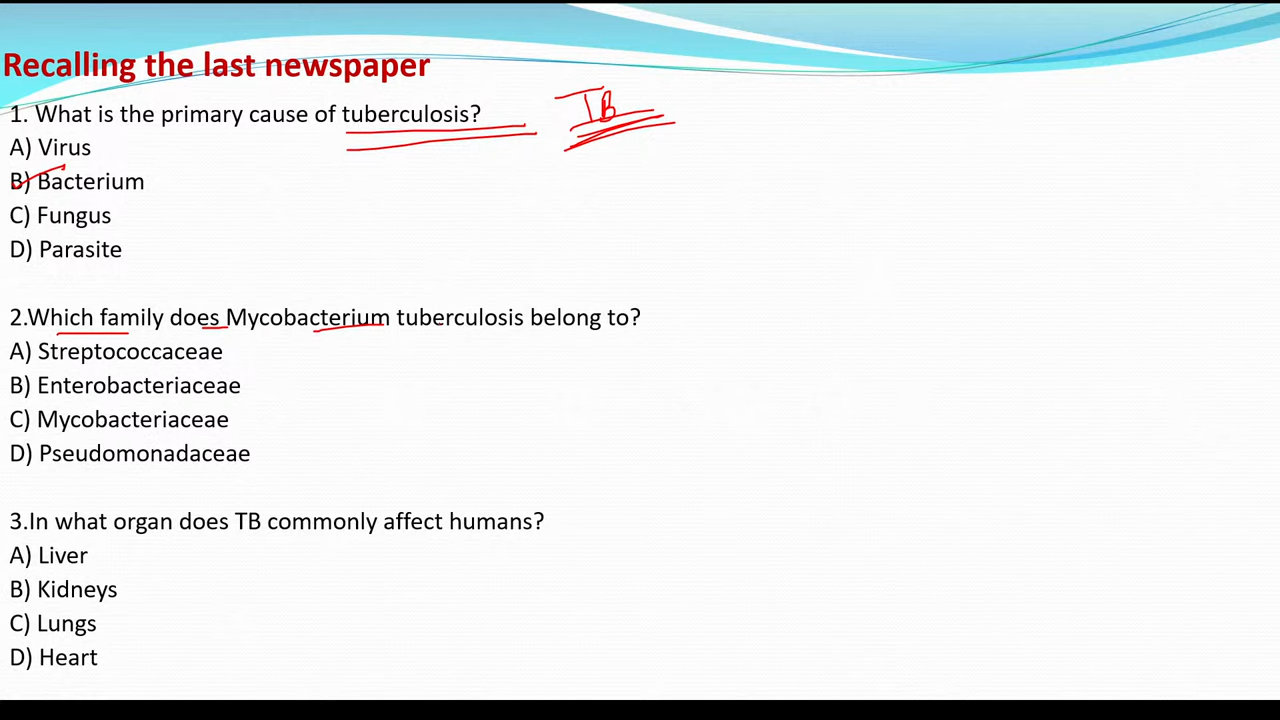 Recalling the last newspaper
1. What is the primary cause of tuberculosis?
TB
A) Virus
B) Bacterium
C) Fungus
D) Parasite
2.Which family does Mycobacterium tuberculosis belong to?
A) Streptococcaceae
B) Enterobacteriaceae
C) Mycobacteriaceae
D) Pseudomonadaceae
3.In what organ does TB commonly affect humans?
A) Liver
B) Kidneys
C) Lungs
D) Heart